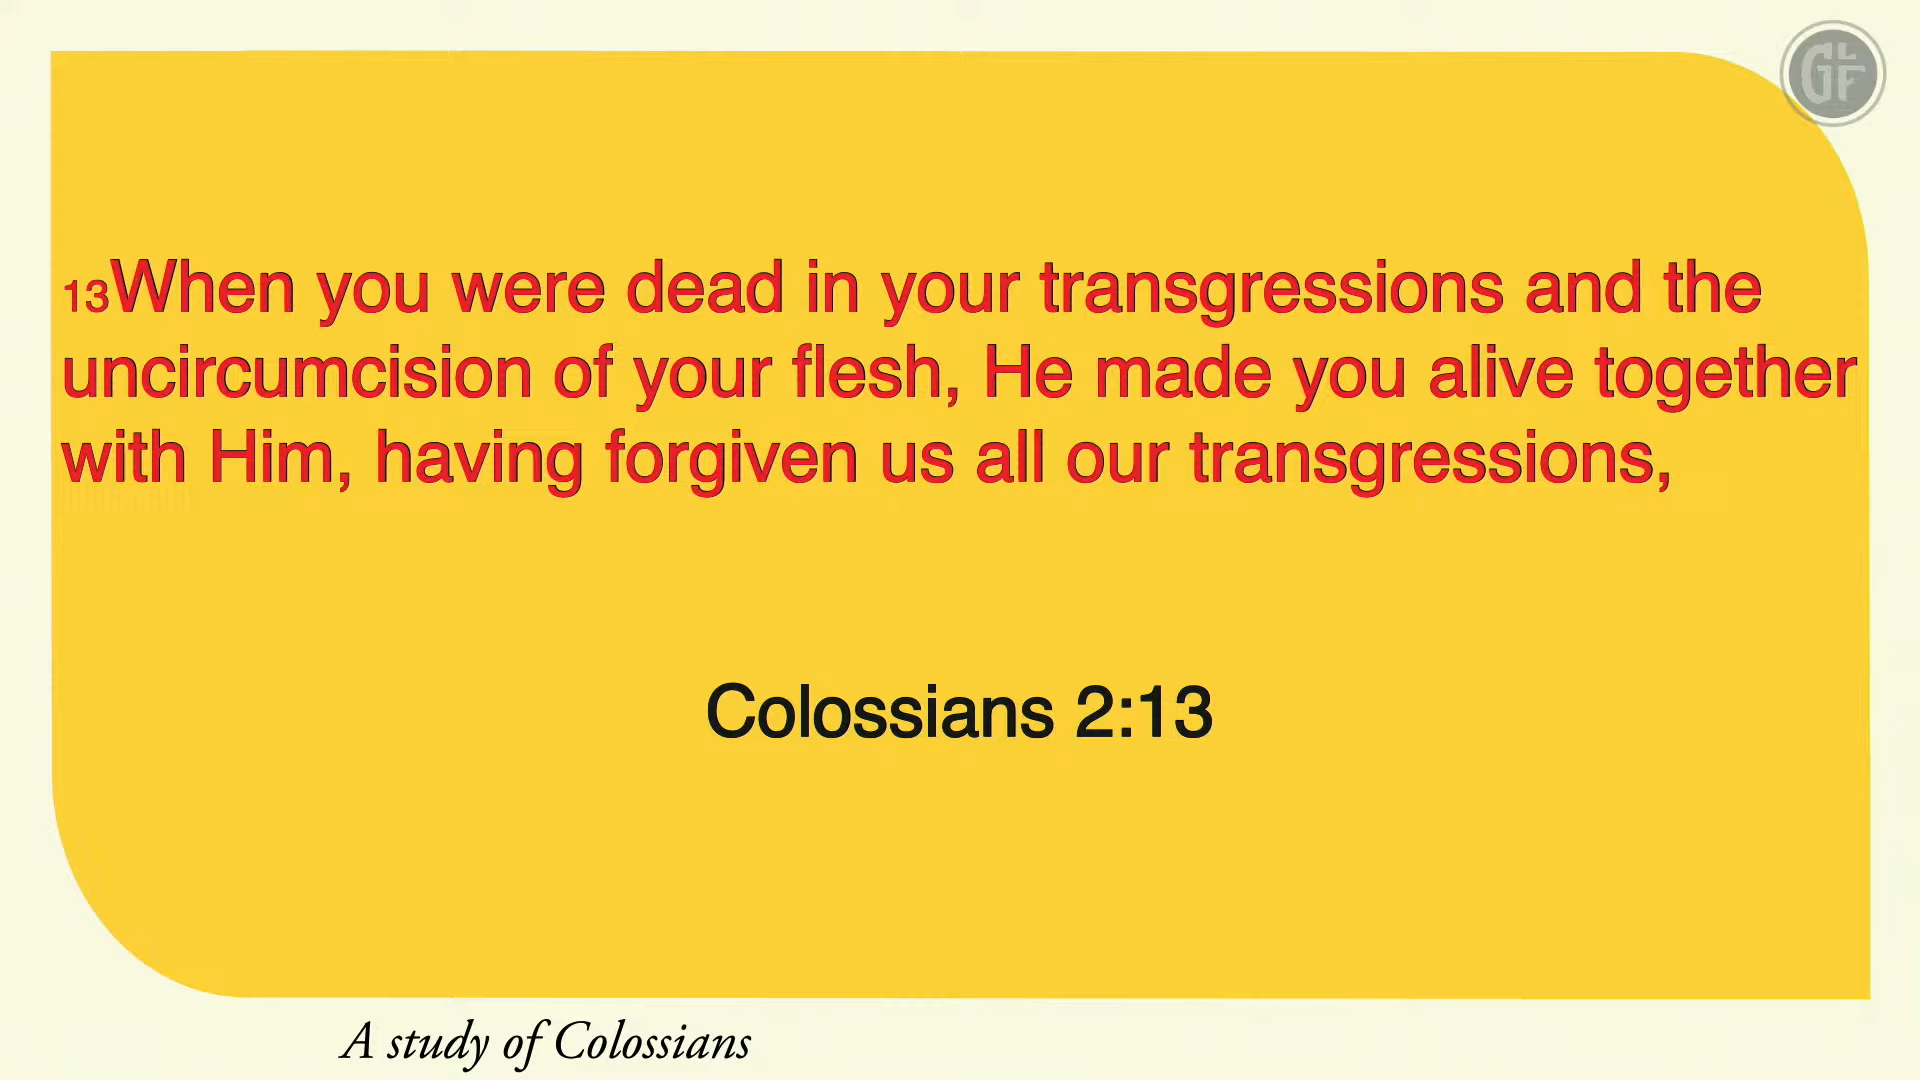 13When you were dead in your transgressions and the
uncircumcision of your flesh, He made you alive together
with Him, having forgiven us all our transgressions,
Colossians 2:13
A study of Colossians
GLF